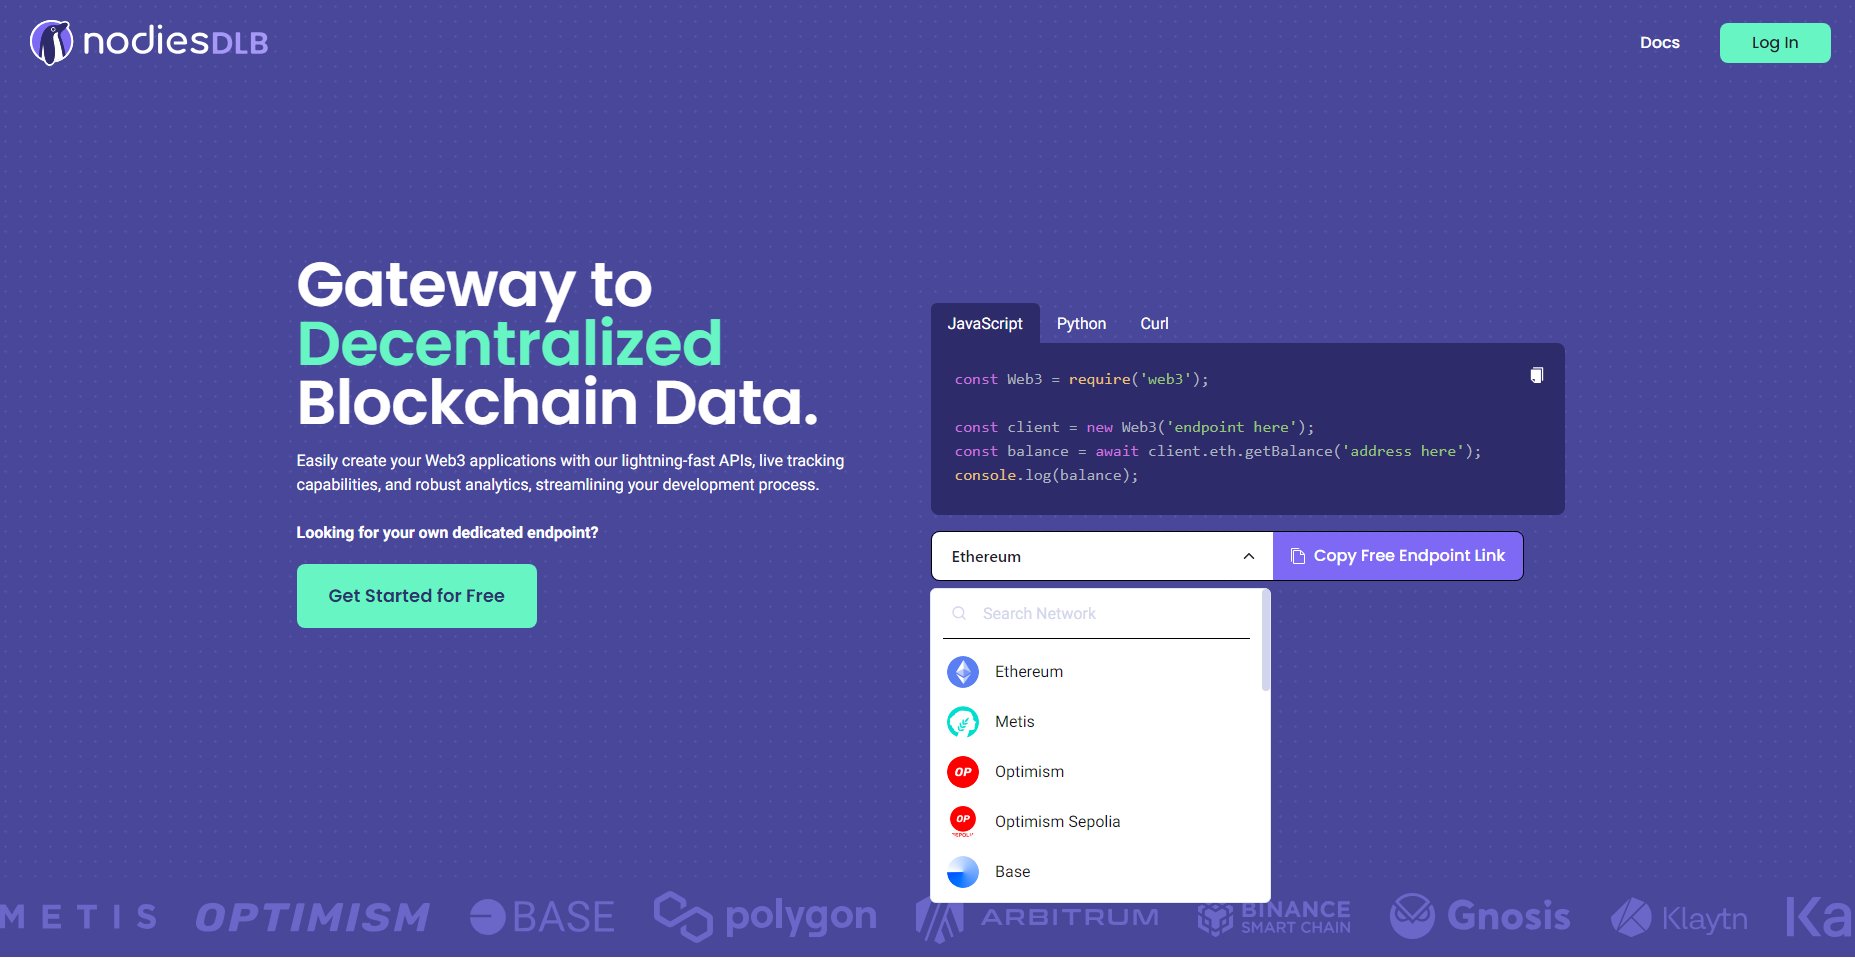 nodiesDLB
Docs
Log In
Gateway to
Decentralized
Blockchain Data.
Easily create your Web3 applications with our lightning-fast APIs, live tracking
capabilities, and robust analytics, streamlining your development process.
Looking for your own dedicated endpoint?
Get Started for Free
JavaScript Python Curl
const Web3 = require('web3');
const client = new Web3('endpoint here');
const balance = await client.eth.getBalance('address here');
console.log(balance);
Ethereum
Copy Free Endpoint Link
Search Network
Ethereum
Metis
OP
Optimism
OP
Optimism Sepolia
Base
METIS
OPTIMISM
BASE
polygon
ARBITRUM
BINANCE
SMART CHAIN
Gnosis
Klaytn
Ka